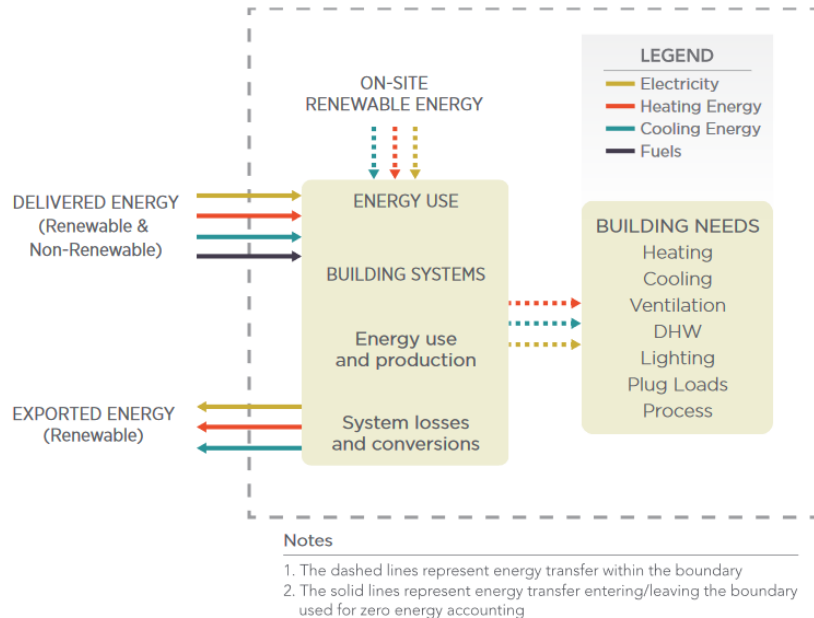 LEGEND
Electricity
Heating Energy
Cooling Energy
Fuels
ON-SITE
RENEWABLE ENERGY
DELIVERED ENERGY
(Renewable &
Non-Renewable)
ENERGY USE
BUILDING SYSTEMS
Energy use
and production
System losses
and conversions
EXPORTED ENERGY
(Renewable)
BUILDING NEEDS
Heating
Cooling
Ventilation
DHW
Lighting
Plug Loads
Process
Notes
1. The dashed lines represent energy transfer within the boundary
2. The solid lines represent energy transfer entering/leaving the boundary
used for zero energy accounting